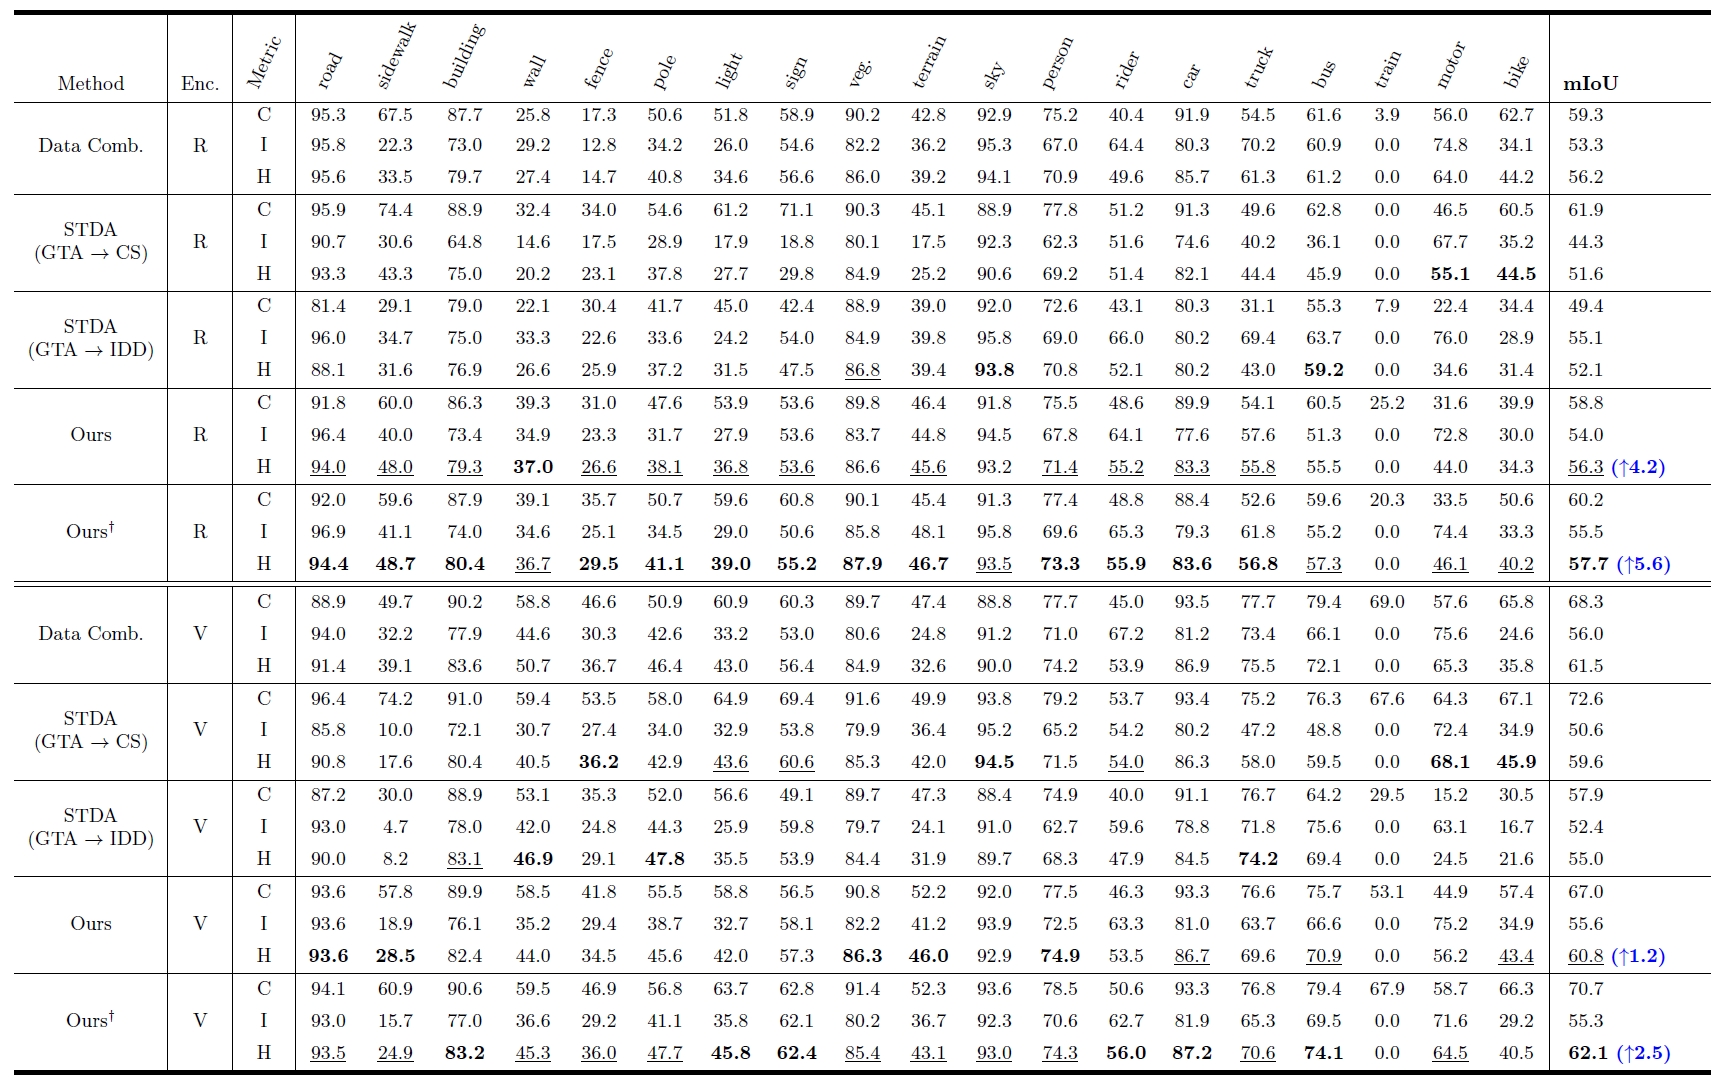 Method Enc. Metric road sidewalk building wall fence pole light sign veg. terrain sky person rider car truck bus train motor bike mIoU
C 95.3 67.5 87.7 25.8 17.3 50.6 51.8 58.9 90.2 42.8 92.9 75.2 40.4 91.9 54.5 61.6 3.9 56.0 62.7 59.3
Data Comb. R I 95.8 22.3 73.0 29.2 12.8 34.2 26.0 54.6 82.2 36.2 95.3 67.0 64.4 80.3 70.2 60.9 0.0 74.8 34.1 53.3
H 95.6 33.5 79.7 27.4 14.7 40.8 34.6 56.6 86.0 39.2 94.1 70.9 49.6 85.7 61.3 61.2 0.0 64.0 44.2 56.2
C 95.9 74.4 88.9 32.4 34.0 54.6 61.2 71.1 90.3 45.1 88.9 77.8 51.2 91.3 49.6 62.8 0.0 46.5 60.5 61.9
STDA
(GTA → CS) R I 90.7 30.6 64.8 14.6 17.5 28.9 17.9 18.8 80.1 17.5 92.3 62.3 51.6 74.6 40.2 36.1 0.0 67.7 35.2 44.3
H 93.3 43.3 75.0 20.2 23.1 37.8 27.7 29.8 84.9 25.2 90.6 69.2 51.4 82.1 44.4 45.9 0.0 55.1 44.5 51.6
C 81.4 29.1 79.0 22.1 30.4 41.7 45.0 42.4 88.9 39.0 92.0 72.6 43.1 80.3 31.1 55.3 7.9 22.4 34.4 49.4
STDA
(GTA → IDD) R I 96.0 34.7 75.0 33.3 22.6 33.6 24.2 54.0 84.9 39.8 95.8 69.0 66.0 80.2 69.4 63.7 0.0 76.0 28.9 55.1
H 88.1 31.6 76.9 26.6 25.9 37.2 31.5 47.5 86.8 39.4 93.8 70.8 52.1 80.2 43.0 59.2 0.0 34.6 31.4 52.1
C 91.8 60.0 86.3 39.3 31.0 47.6 53.9 53.6 89.8 46.4 91.8 75.5 48.6 89.9 54.1 60.5 25.2 31.6 39.9 58.8
Ours R I 96.4 40.0 73.4 34.9 23.3 31.7 27.9 53.6 83.7 44.8 94.5 67.8 64.1 77.6 57.6 51.3 0.0 72.8 30.0 54.0
H 94.0 48.0 79.3 37.0 26.6 38.1 36.8 53.6 86.6 45.6 93.2 71.4 55.2 83.3 55.8 55.5 0.0 44.0 34.3 56.3 (↑4.2)
C 92.0 59.6 87.9 39.1 35.7 50.7 59.6 60.8 90.1 45.4 91.3 77.4 48.8 88.4 52.6 59.6 20.3 33.5 50.6 60.2
Ours† R I 96.9 41.1 74.0 34.6 25.1 34.5 29.0 50.6 85.8 48.1 95.8 69.6 65.3 79.3 61.8 55.2 0.0 74.4 33.3 55.5
H 94.4 48.7 80.4 36.7 29.5 41.1 39.0 55.2 87.9 46.7 93.5 73.3 55.9 83.6 56.8 57.3 0.0 46.1 40.2 57.7 (↑5.6)
C 88.9 49.7 90.2 58.8 46.6 50.9 60.9 60.3 89.7 47.4 88.8 77.7 45.0 93.5 77.7 79.4 69.0 57.6 65.8 68.3
Data Comb. V I 94.0 32.2 77.9 44.6 30.3 42.6 33.2 53.0 80.6 24.8 91.2 71.0 67.2 81.2 73.4 66.1 0.0 75.6 24.6 56.0
H 91.4 39.1 83.6 50.7 36.7 46.4 43.0 56.4 84.9 32.6 90.0 74.2 53.9 86.9 75.5 72.1 0.0 65.3 35.8 61.5
C 96.4 74.2 91.0 59.4 53.5 58.0 64.9 69.4 91.6 49.9 93.8 79.2 53.7 93.4 75.2 76.3 67.6 64.3 67.1 72.6
STDA
(GTA → CS) V I 85.8 10.0 72.1 30.7 27.4 34.0 32.9 53.8 79.9 36.4 95.2 65.2 54.2 80.2 47.2 48.8 0.0 72.4 34.9 50.6
H 90.8 17.6 80.4 40.5 36.2 42.9 43.6 60.6 85.3 42.0 94.5 71.5 54.0 86.3 58.0 59.5 0.0 68.1 45.9 59.6
C 87.2 30.0 88.9 53.1 35.3 52.0 56.6 49.1 89.7 47.3 88.4 74.9 40.0 91.1 76.7 64.2 29.5 15.2 30.5 57.9
STDA
(GTA → IDD) V I 93.0 4.7 78.0 42.0 24.8 44.3 25.9 59.8 79.7 24.1 91.0 62.7 59.6 78.8 71.8 75.6 0.0 63.1 16.7 52.4
H 90.0 8.2 83.1 46.9 29.1 47.8 35.5 53.9 84.4 31.9 89.7 68.3 47.9 84.5 74.2 69.4 0.0 24.5 21.6 55.0
C 93.6 57.8 89.9 58.5 41.8 55.5 58.8 56.5 90.8 52.2 92.0 77.5 46.3 93.3 76.6 75.7 53.1 44.9 57.4 67.0
Ours V I 93.6 18.9 76.1 35.2 29.4 38.7 32.7 58.1 82.2 41.2 93.9 72.5 63.3 81.0 63.7 66.6 0.0 75.2 34.9 55.6
H 93.6 28.5 82.4 44.0 34.5 45.6 42.0 57.3 86.3 46.0 92.9 74.9 53.5 86.7 69.6 70.9 0.0 56.2 43.4 60.8 (↑1.2)
C 94.1 60.9 90.6 59.5 46.9 56.8 63.7 62.8 91.4 52.3 93.6 78.5 50.6 93.3 76.8 79.4 67.9 58.7 66.3 70.7
Ours† V I 93.0 15.7 77.0 36.6 29.2 41.1 35.8 62.1 80.2 36.7 92.3 70.6 62.7 81.9 65.3 69.5 0.0 71.6 29.2 55.3
H 93.5 24.9 83.2 45.3 36.0 47.7 45.8 62.4 85.4 43.1 93.0 74.3 56.0 87.2 70.6 74.1 0.0 64.5 40.5 62.1 (↑2.5)